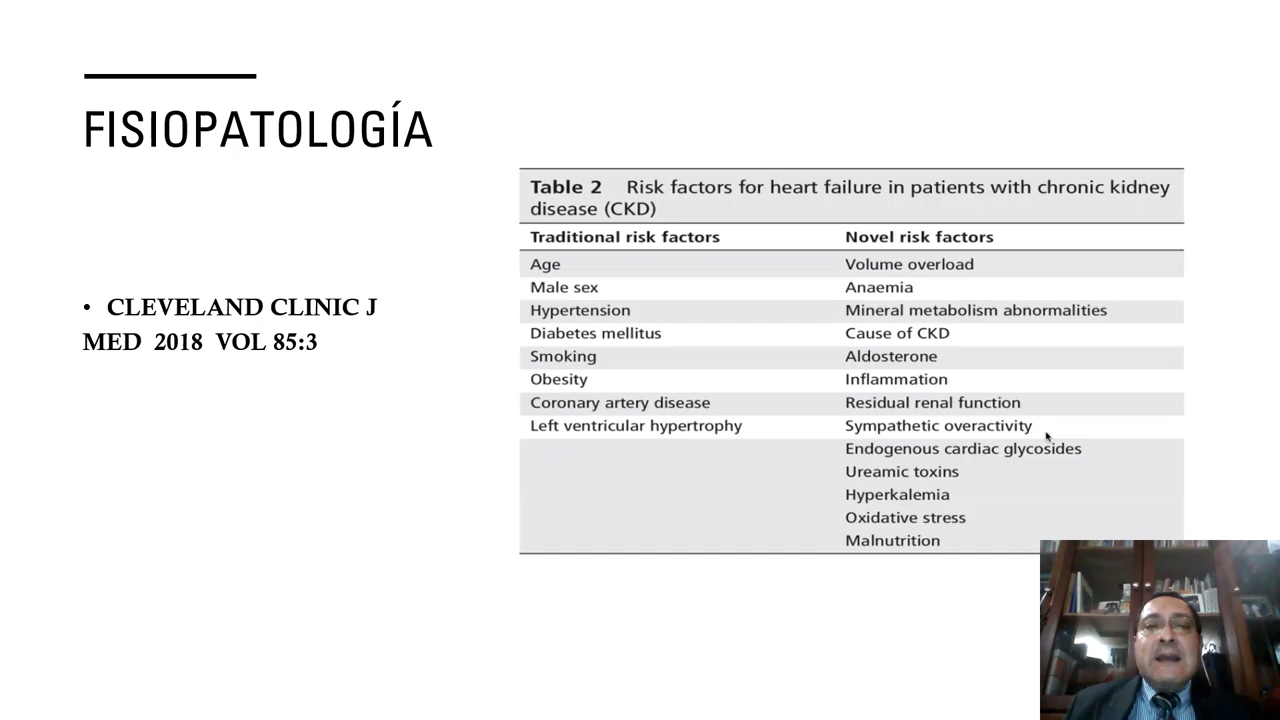 FISIOPATOLOGÍA
• CLEVELAND CLINIC J
MED 2018 VOL 85:3
Table 2 Risk factors for heart failure in patients with chronic kidney
disease (CKD)
Traditional risk factors Novel risk factors
Age Volume overload
Male sex Anaemia
Hypertension Mineral metabolism abnormalities
Diabetes mellitus Cause of CKD
Smoking Aldosterone
Obesity Inflammation
Coronary artery disease Residual renal function
Left ventricular hypertrophy Sympathetic overactivity
Endogenous cardiac glycosides
Ureamic toxins
Hyperkalemia
Oxidative stress
Malnutrition